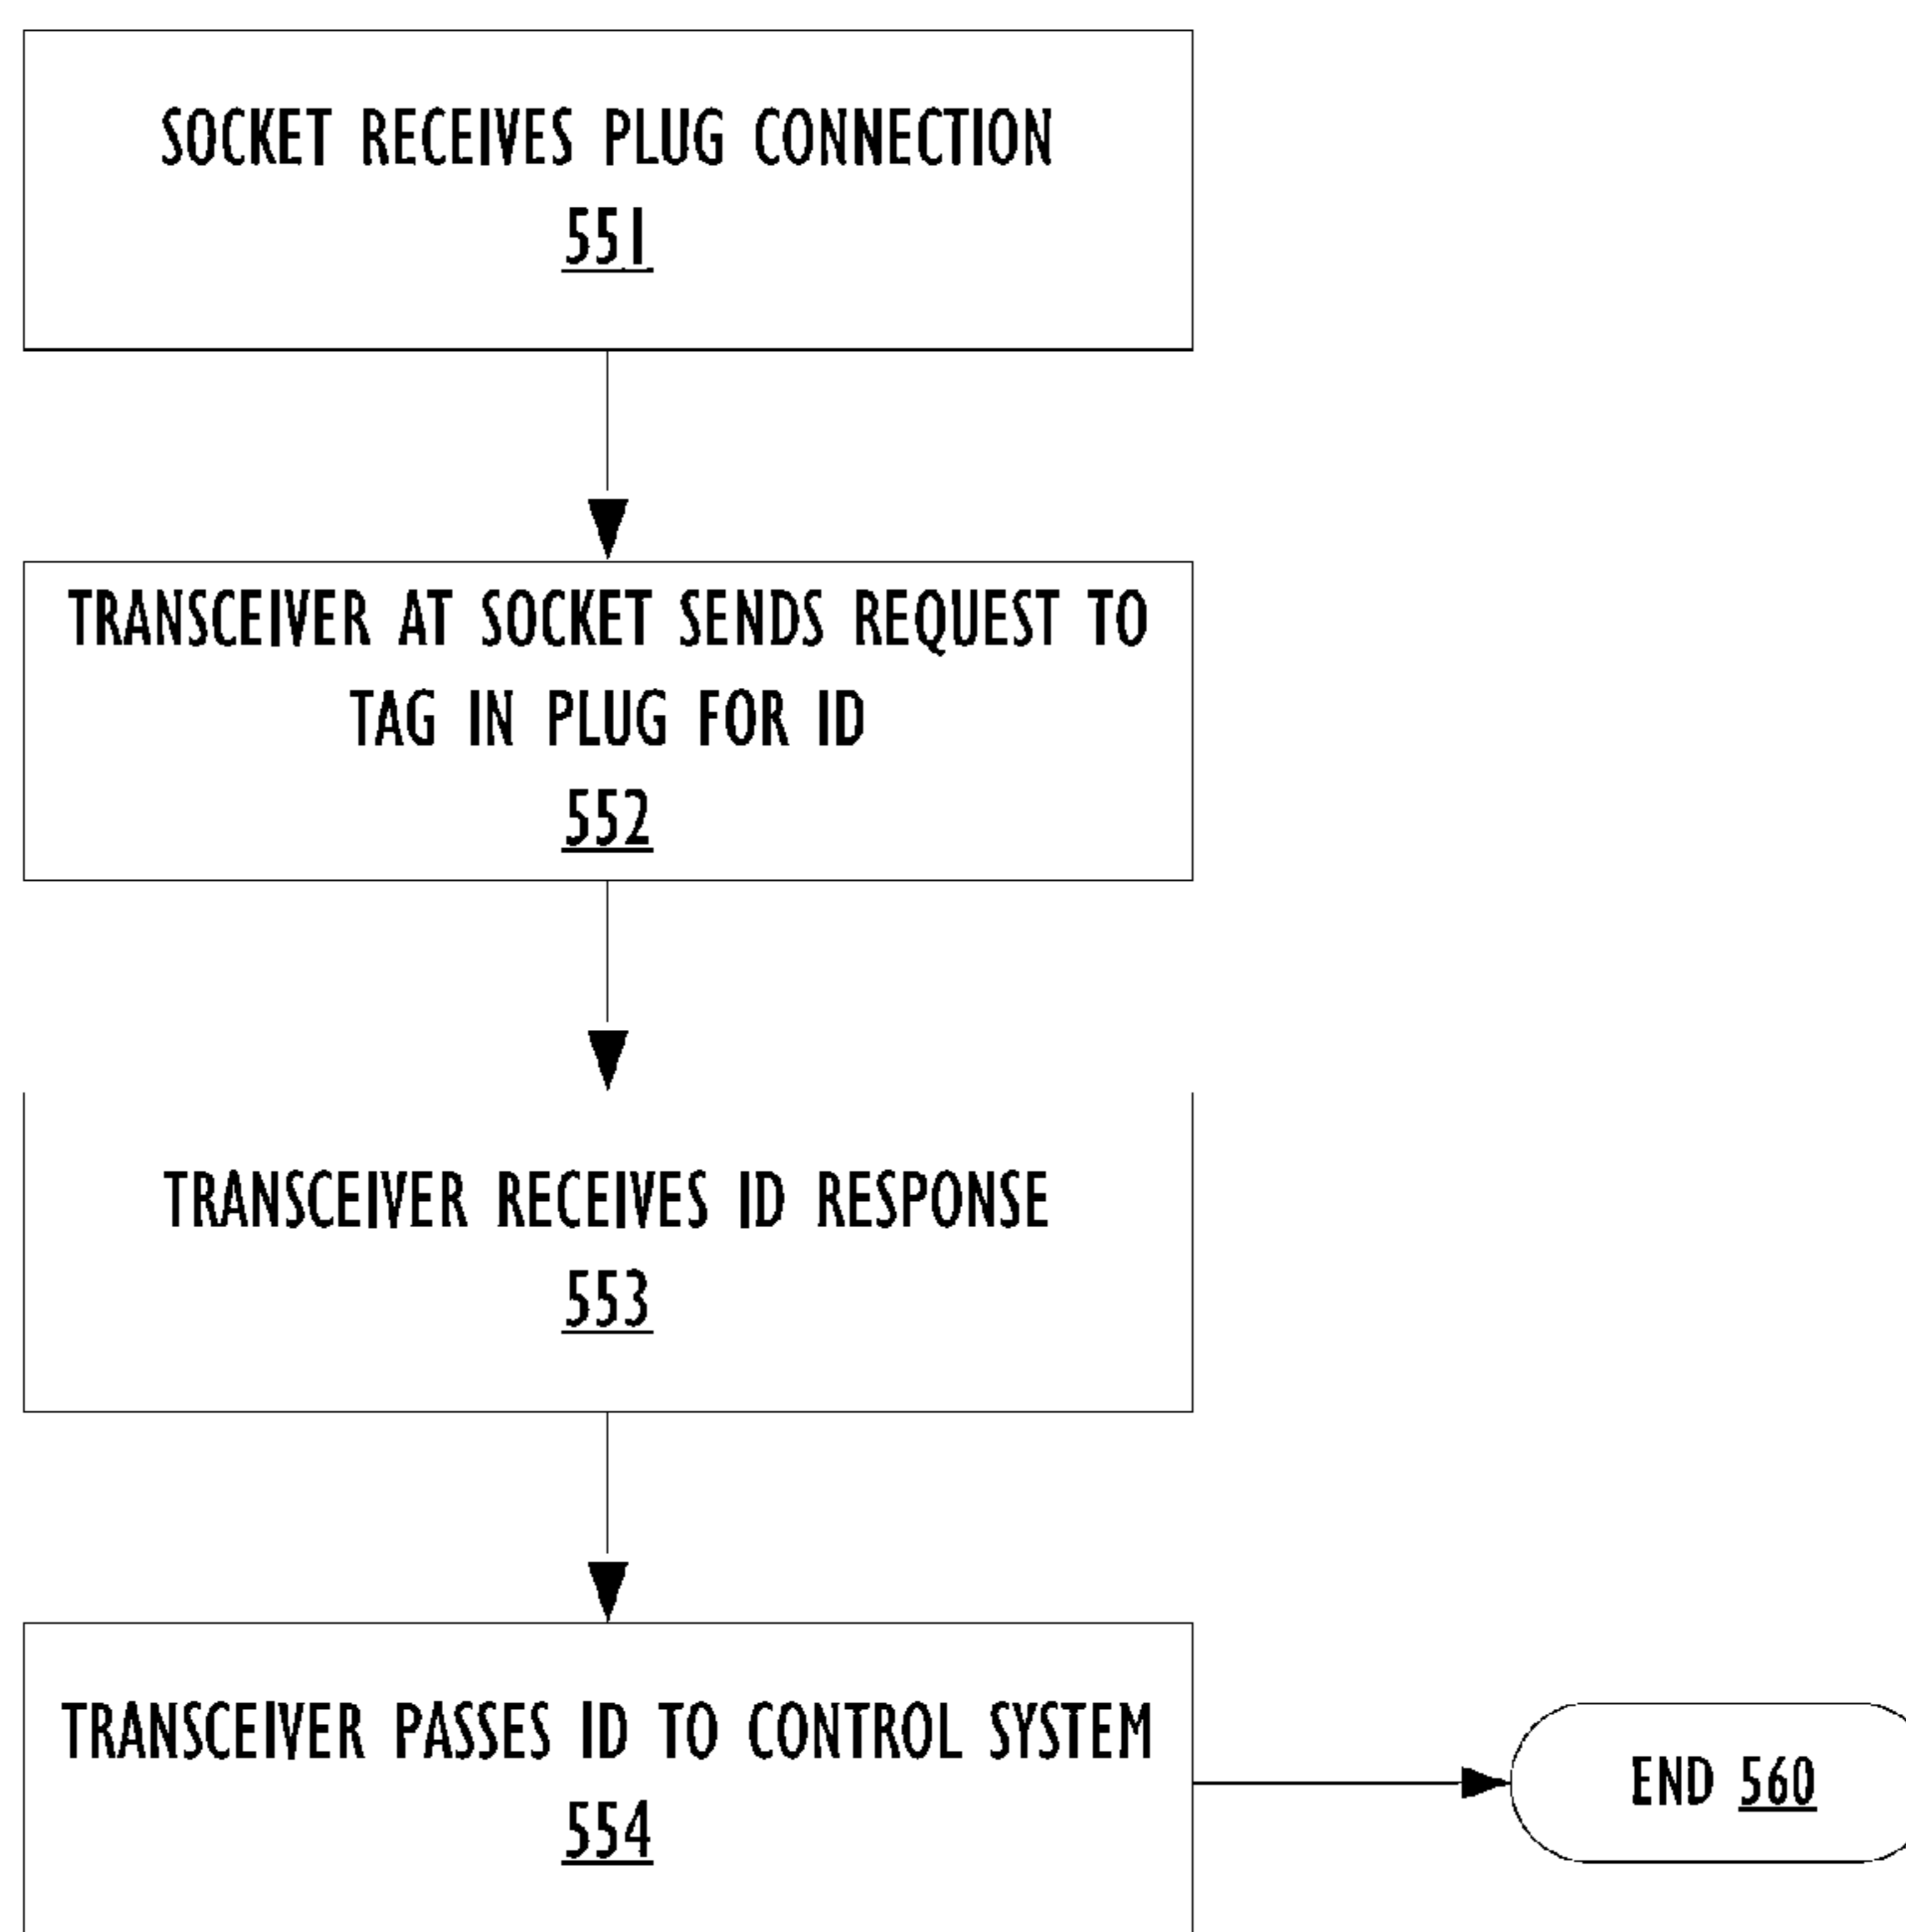 SOCKET RECEIVES PLUG CONNECTION
551
TRANSCEIVER AT SOCKET SENDS REQUEST TO
TAG IN PLUG FOR ID
552
TRANSCEIVER RECEIVES ID RESPONSE
553
TRANSCEIVER PASSES ID TO CONTROL SYSTEM
554
END 560